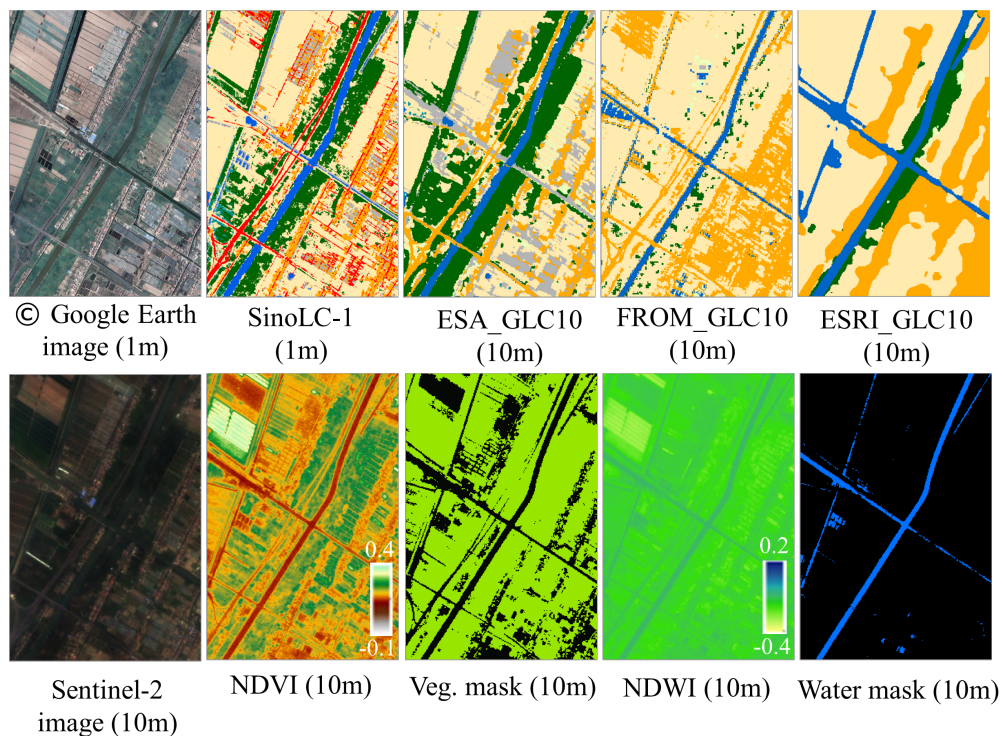 © Google Earth
image (1m)
SinoLC-1
(1m)
ESA_GLC10
(10m)
FROM_GLC10
(10m)
ESRI_GLC10
(10m)
0.4
-0.1
0.2
-0.4
Sentinel-2
image (10m)
NDVI (10m)
Veg. mask (10m)
NDWI (10m)
Water mask (10m)